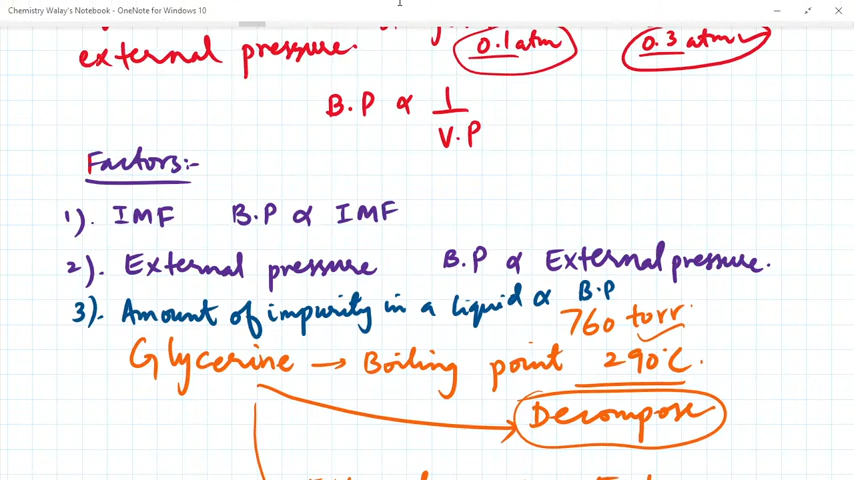 Chemistry Walay's Notebook - OneNote for Windows 10
external pressure. 0.1 atm 0.3 atm
B.P ∝ 1/V.P
Factors:-
1). IMF B.P ∝ IMF
2). External pressure B.P ∝ External pressure.
3). Amount of impurity in a liquid ∝ B.P
760 torr.
Glycerine → Boiling point 290°C.
Decompose